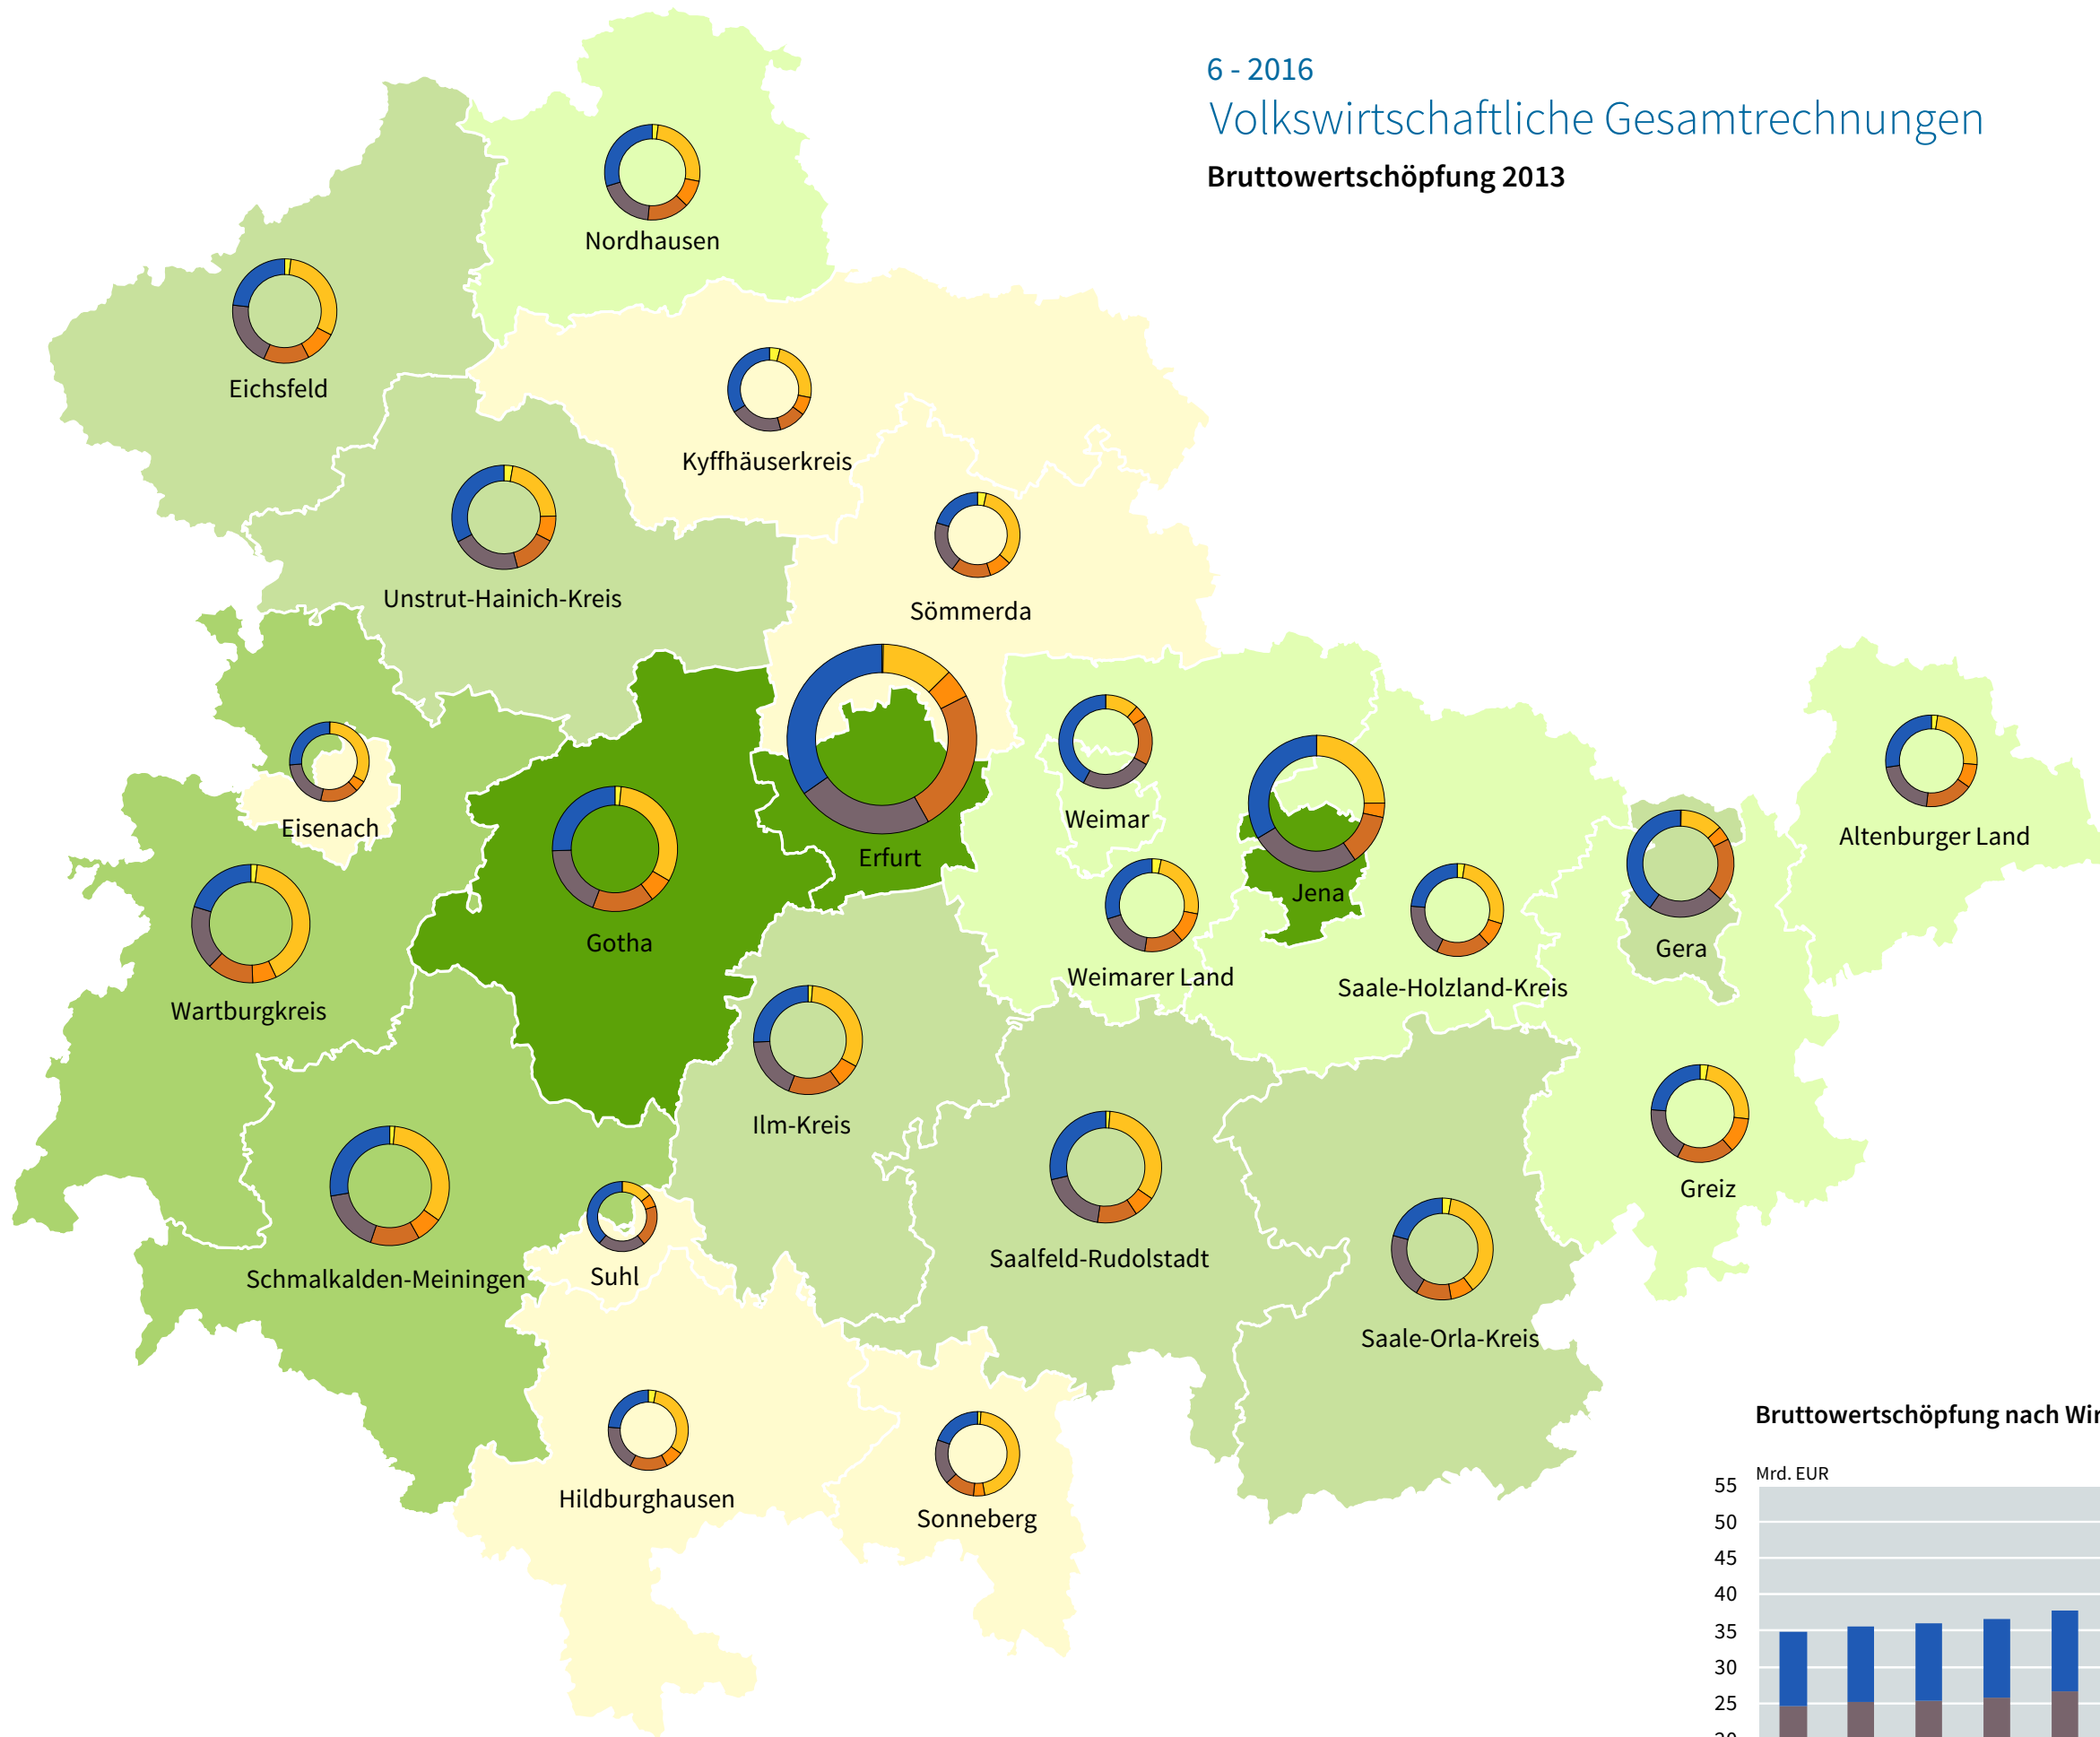 6 - 2016
Volkswirtschaftliche Gesamtrechnungen
Bruttowertschöpfung 2013
Nordhausen
Eichsfeld
Kyffhäuserkreis
Unstrut-Hainich-Kreis
Sömmerda
Eisenach
Weimar
Altenburger Land
Erfurt
Jena
Gotha
Gera
Weimarer Land
Saale-Holzland-Kreis
Wartburgkreis
Ilm-Kreis
Greiz
Saalfeld-Rudolstadt
Suhl
Schmalkalden-Meiningen
Saale-Orla-Kreis
Hildburghausen
Sonneberg
Bruttowertschöpfung nach Wir
Mrd. EUR
55
50
45
40
35
30
25